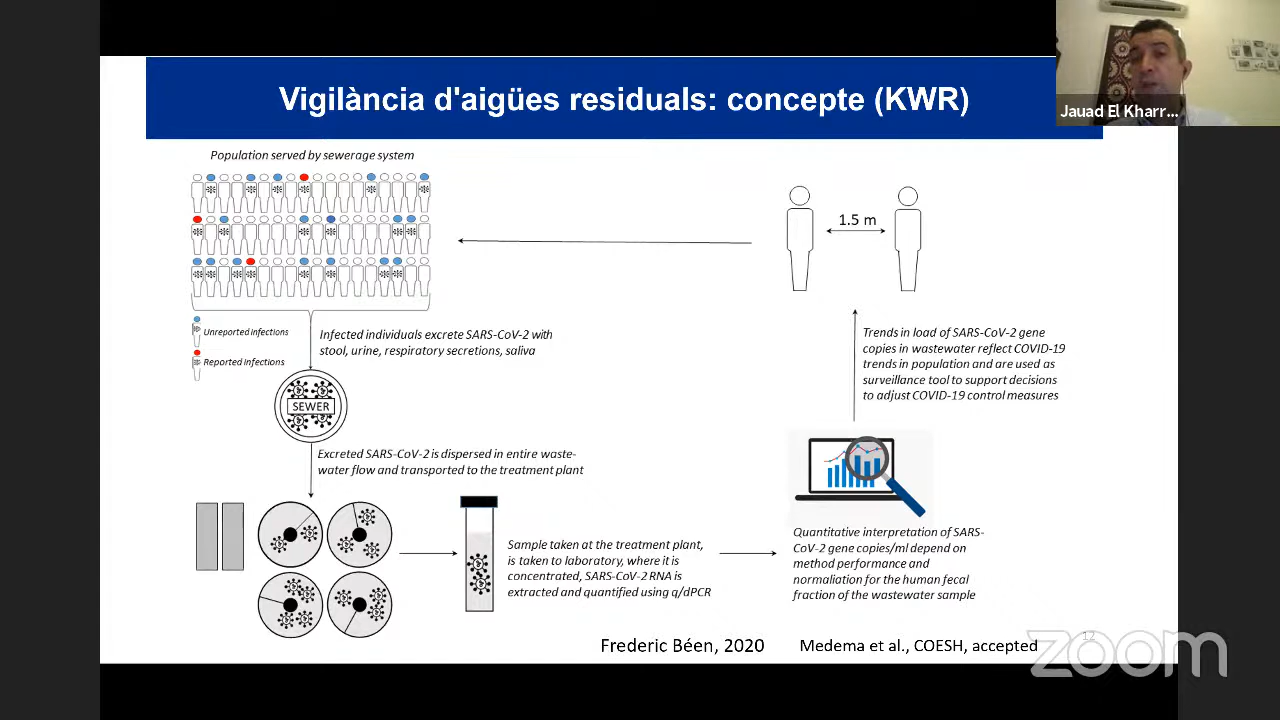 Vigilància d'aigües residuals: concepte (KWR)
Jauad El Kharr...
Population served by sewerage system
1.5 m
Unreported infections
Reported infections
Infected individuals excrete SARS-CoV-2 with
stool, urine, respiratory secretions, saliva
SEWER
Excreted SARS-CoV-2 is dispersed in entire waste-
water flow and transported to the treatment plant
Sample taken at the treatment plant,
is taken to laboratory, where it is
concentrated, SARS-CoV-2 RNA is
extracted and quantified using q/dPCR
Quantitative interpretation of SARS-
CoV-2 gene copies/ml depend on
method performance and
normaliation for the human fecal
fraction of the wastewater sample
Trends in load of SARS-CoV-2 gene
copies in wastewater reflect COVID-19
trends in population and are used as
surveillance tool to support decisions
to adjust COVID-19 control measures
Frederic Béen, 2020
Medema et al., COESH, accepted
12
zoom